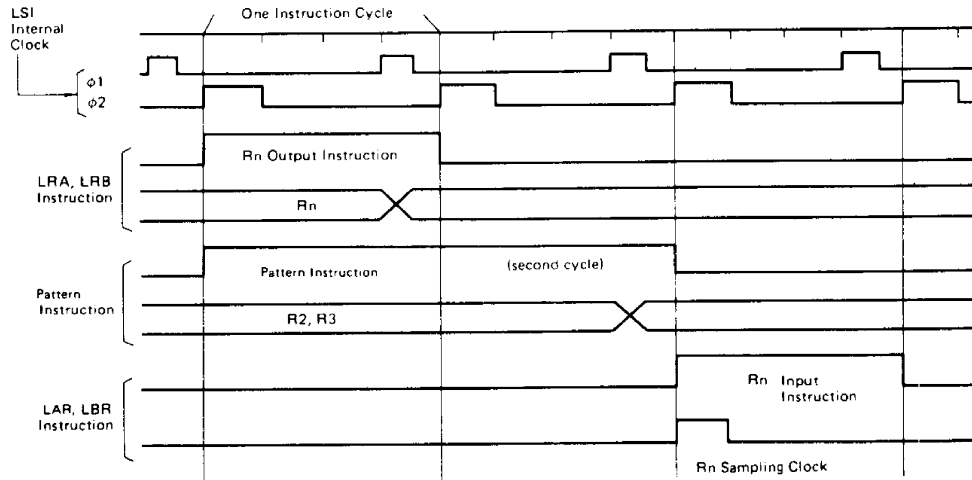 LSI
Internal
Clock
One Instruction Cycle
ϕ1
ϕ2
LRA, LRB
Instruction
Rn Output Instruction
Rn
Pattern
Instruction
Pattern Instruction
(second cycle)
R2, R3
LAR, LBR
Instruction
Rn Input
Instruction
Rn Sampling Clock